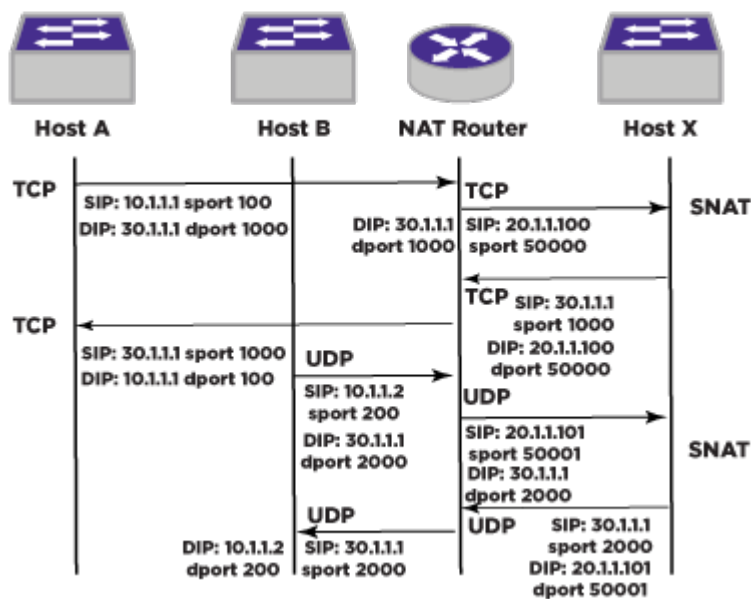 Host A
Host B
NAT Router
Host X
TCP
SIP: 10.1.1.1 sport 100
DIP: 30.1.1.1 dport 1000
TCP
DIP: 30.1.1.1
dport 1000
SIP: 20.1.1.100
sport 50000
SNAT
TCP
SIP: 30.1.1.1
sport 1000
DIP: 20.1.1.100
dport 50000
TCP
SIP: 30.1.1.1 sport 1000
DIP: 10.1.1.1 dport 100
UDP
SIP: 10.1.1.2
sport 200
DIP: 30.1.1.1
dport 2000
UDP
SIP: 20.1.1.101
sport 50001
DIP: 30.1.1.1
dport 2000
SNAT
UDP
SIP: 30.1.1.1
sport 2000
DIP: 20.1.1.101
dport 50001
UDP
DIP: 10.1.1.2
dport 200
SIP: 30.1.1.1
sport 2000